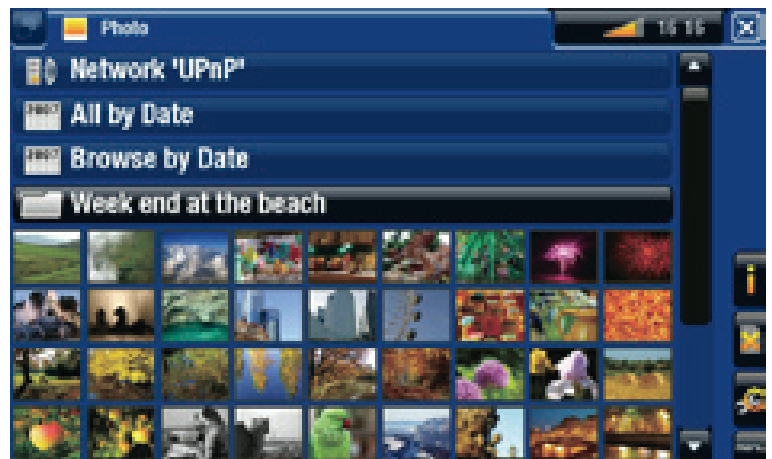 Photo
15 15
Network 'UPnP'
All by Date
Browse by Date
Week end at the beach